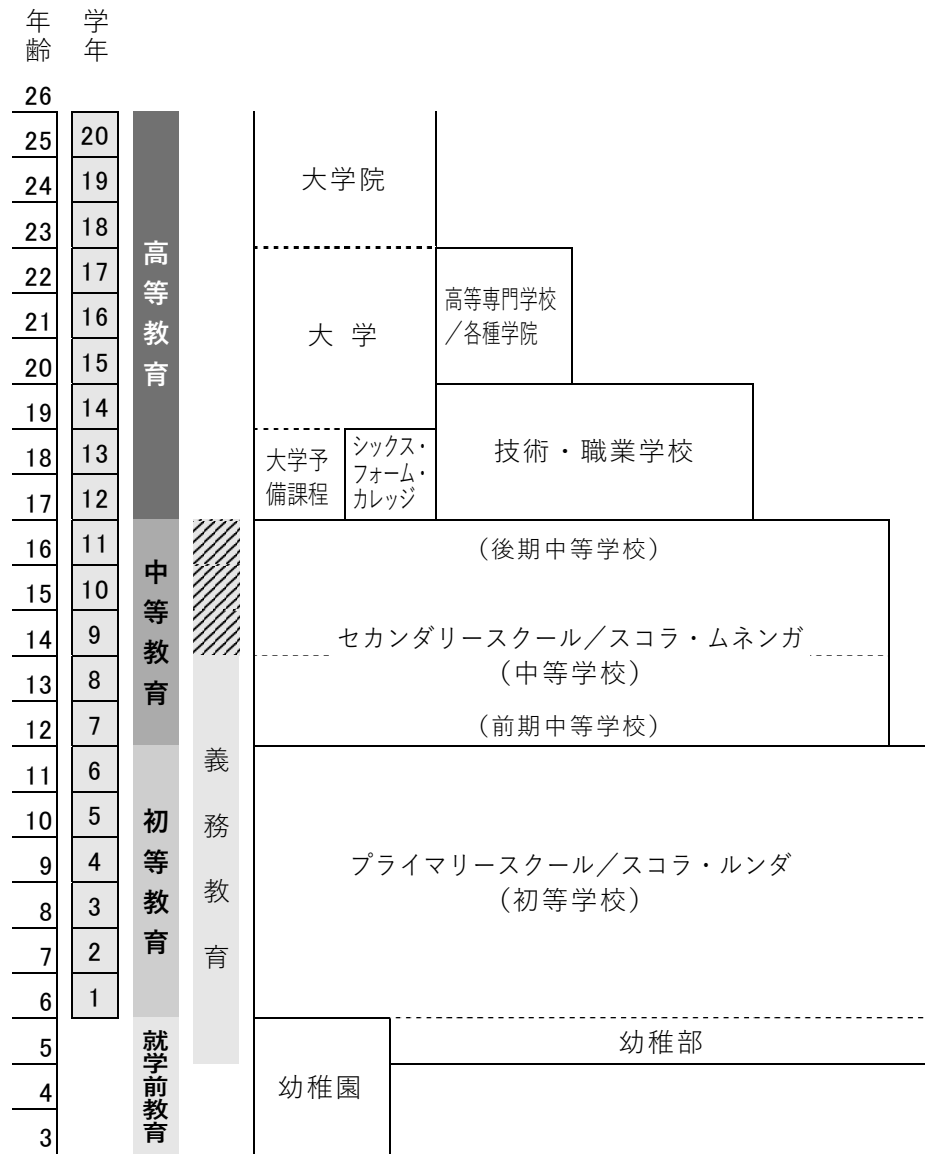 年齢
学年
26
25 20
24 19
23 18
22 17
21 16
20 15
19 14
18 13
17 12
16 11
15 10
14 9
13 8
12 7
11 6
10 5
9 4
8 3
7 2
6 1
5
4
3
高等教育
中等教育
初等教育
就学前教育
義務教育
大学院
大 学
高等専門学校
／各種学院
大学予
備課程
シックス・
フォーム・
カレッジ
技術・職業学校
(後期中等学校)
セカンダリースクール／スコラ・ムネンガ
(中等学校)
(前期中等学校)
プライマリースクール／スコラ・ルンダ
(初等学校)
幼稚部
幼稚園